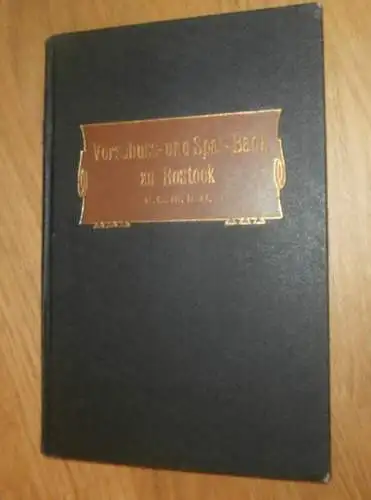 Vorschuss- und Spar-Bank
zu Rostock